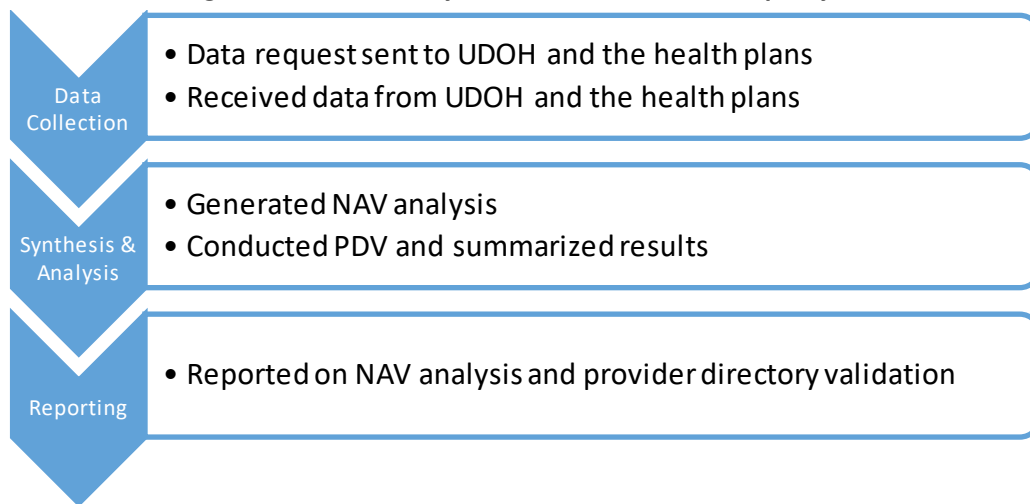 Data
Collection
• Data request sent to UDOH and the health plans
• Received data from UDOH and the health plans
Synthesis &
Analysis
• Generated NAV analysis
• Conducted PDV and summarized results
Reporting
• Reported on NAV analysis and provider directory validation